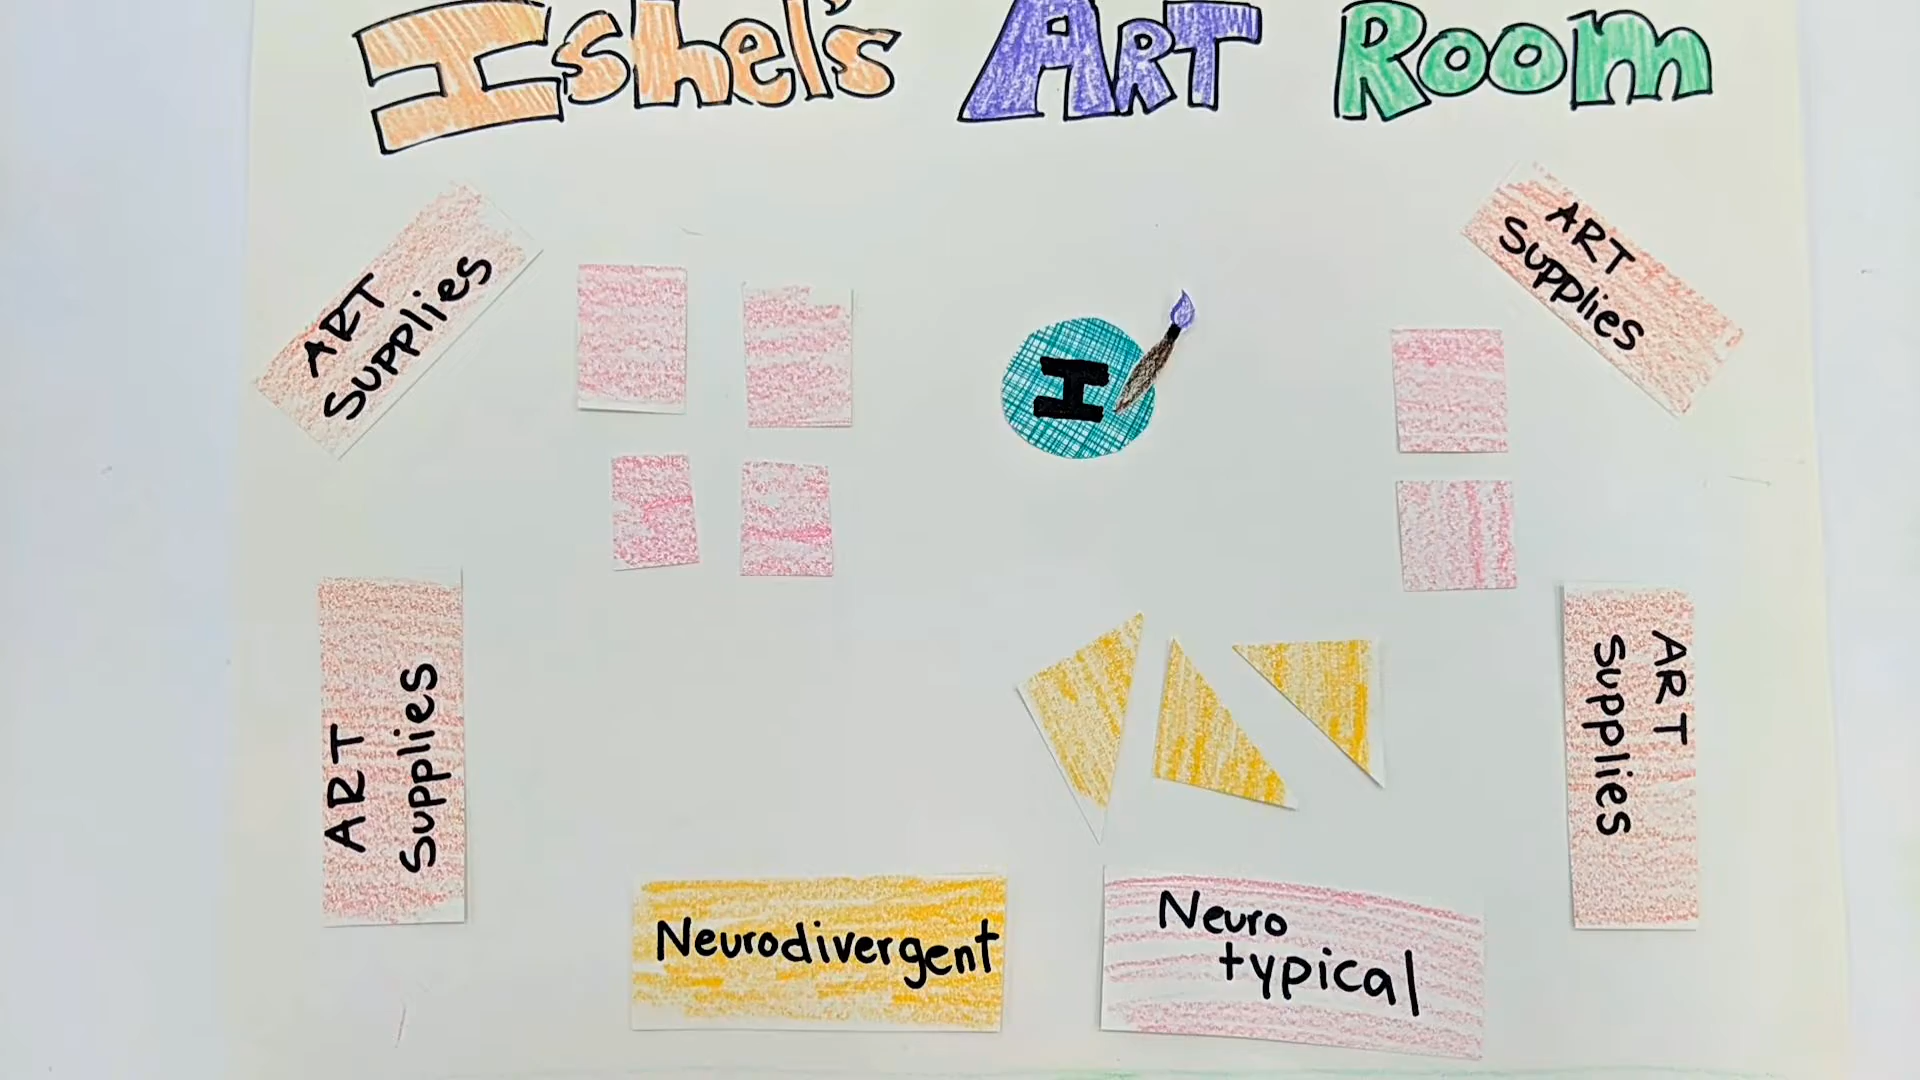 Ishel's ART Room
ART
Supplies
ART
Supplies
I
ART
Supplies
ART
Supplies
Neurodivergent
Neuro
typical